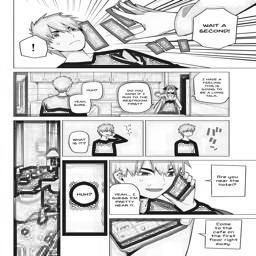 WAIT A
SECOND!
!
I HAVE A
FEELING
THIS IS
GOING TO
BE A LONG
TALK.
DO YOU
MIND IF I
RUN TO THE
RESTROOM
FIRST?
HUH?
YEAH,
SURE.
WHAT
IS IT?
Are you near
the hotel?
YEAH... I
GUESS I'M
PRETTY
NEAR IT.
HUH?
Come to
the cafe
on the
first floor
right away.